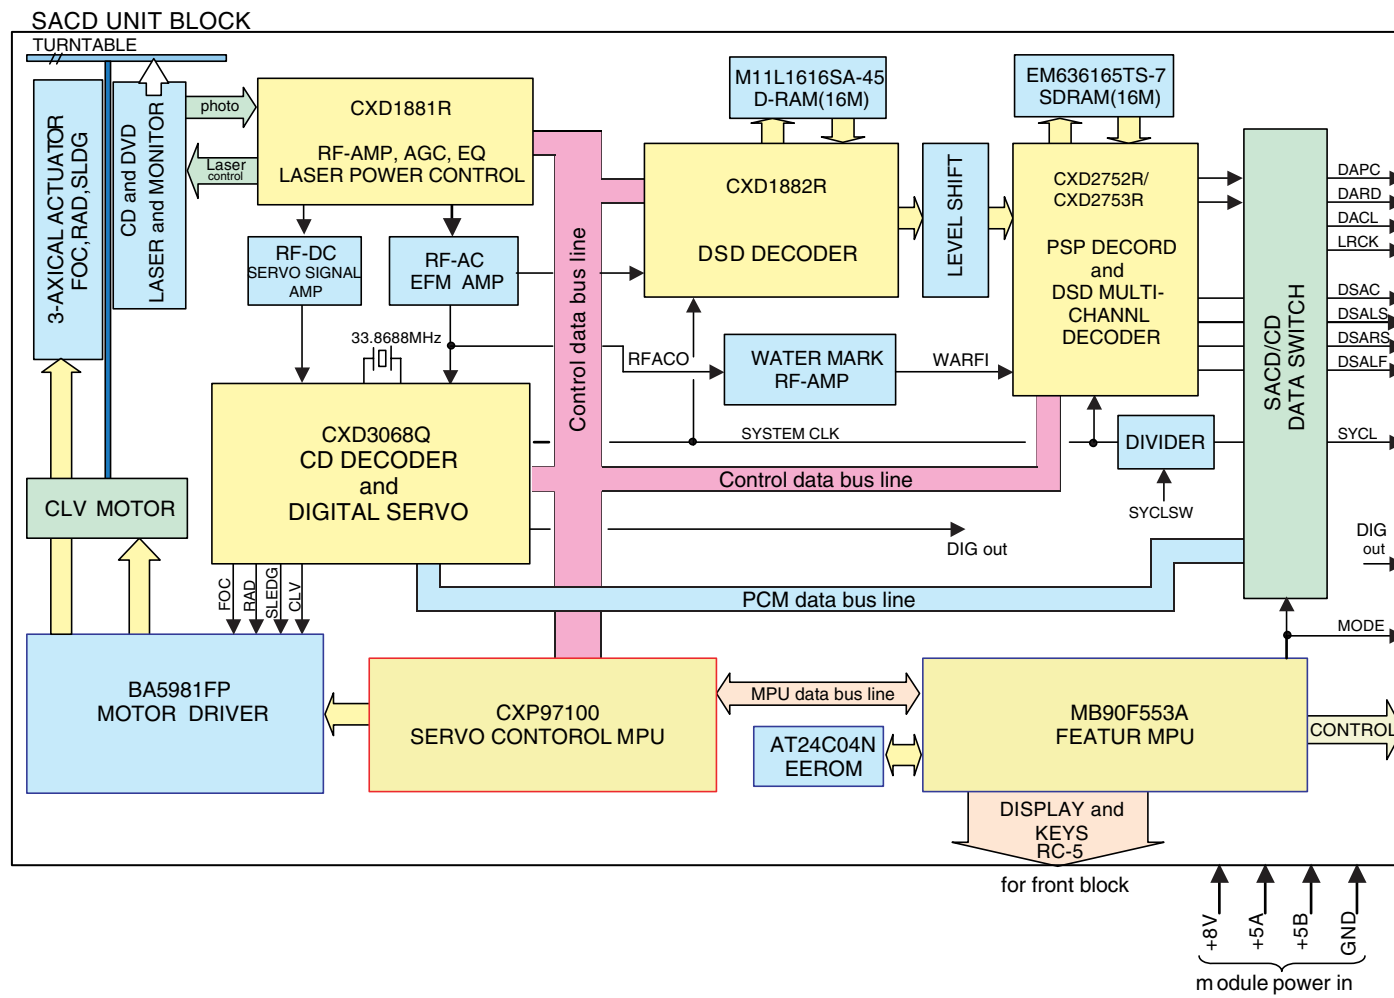 SACD UNIT BLOCK
TURNTABLE
3-AXICAL ACTUATOR
FOC,RAD,SLDG
CD and DVD
LASER and MONITOR
photo
Laser
control
CXD1881R
RF-AMP, AGC, EQ
LASER POWER CONTROL
M11L1616SA-45
D-RAM(16M)
EM636165TS-7
SDRAM(16M)
CXD1882R
DSD DECODER
LEVEL SHIFT
CXD2752R/
CXD2753R
PSP DECORD
and
DSD MULTI-
CHANNL
DECODER
SACD/CD
DATA SWITCH
DAPC
DARD
DACL
LRCK
DSAC
DSALS
DSARS
DSALF
SYCL
DIG
out
MODE
RF-DC
SERVO SIGNAL
AMP
RF-AC
EFM AMP
Control data bus line
33.8688MHz
RFACO
WATER MARK
RF-AMP
WARFI
CXD3068Q
CD DECODER
and
DIGITAL SERVO
SYSTEM CLK
DIVIDER
SYCLSW
Control data bus line
CLV MOTOR
DIG out
FOC
RAD
SLEDG
CLV
PCM data bus line
BA5981FP
MOTOR DRIVER
CXP97100
SERVO CONTOROL MPU
MPU data bus line
AT24C04N
EEROM
MB90F553A
FEATUR MPU
CONTROL
DISPLAY and
KEYS
RC-5
for front block
+8V
+5A
+5B
GND
module power in